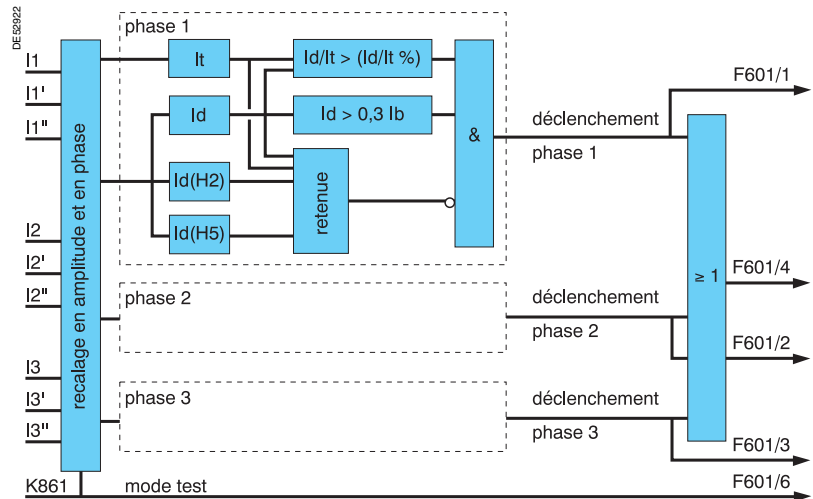 DE52922
phase 1
I1
I1'
I1"
I2
I2'
I2"
I3
I3'
I3"
K861
recalage en amplitude et en phase
It
Id
Id(H2)
Id(H5)
Id/It > (Id/It %)
Id > 0,3 Ib
retenue
&
déclenchement
phase 1
F601/1
phase 2
déclenchement
phase 2
≥ 1
F601/4
F601/2
phase 3
déclenchement
phase 3
F601/3
mode test
F601/6